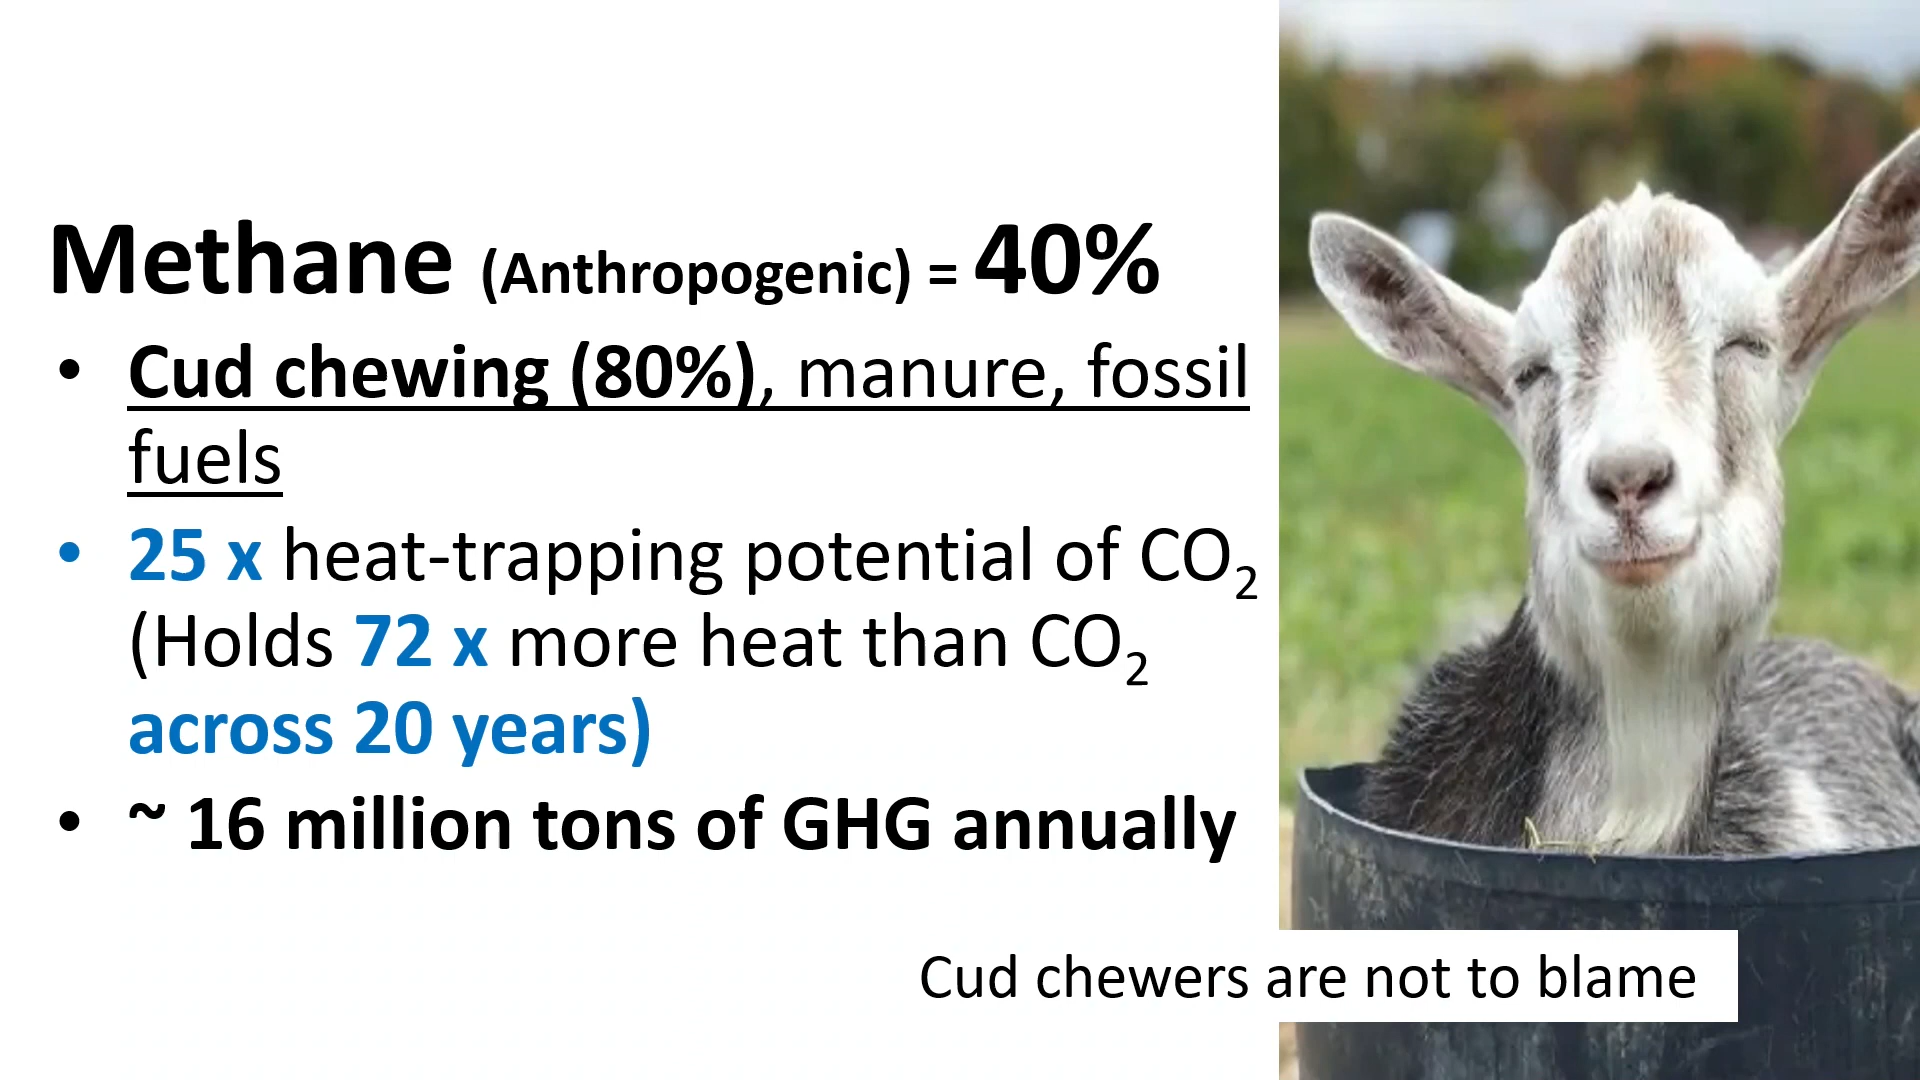 Methane (Anthropogenic) = 40%
• Cud chewing (80%), manure, fossil
fuels
• 25 x heat-trapping potential of CO₂
(Holds 72 x more heat than CO₂
across 20 years)
• ~ 16 million tons of GHG annually
Cud chewers are not to blame